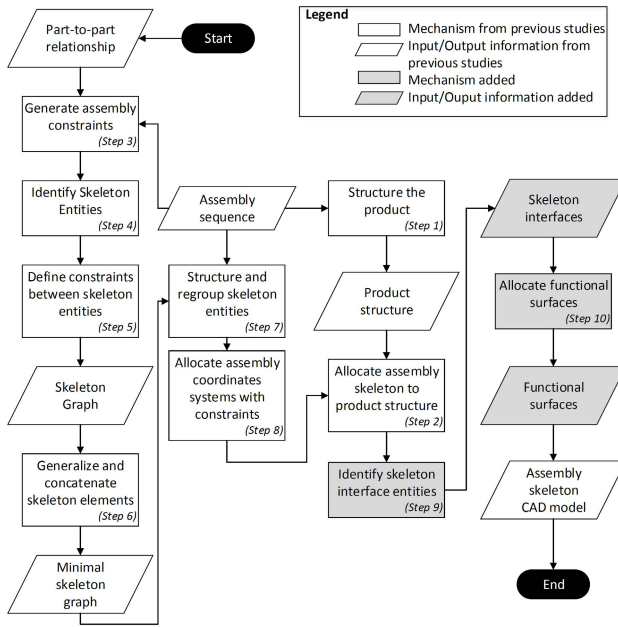 Part-to-part
relationship
Start
Legend
Mechanism from previous studies
Input/Output information from
previous studies
Mechanism added
Input/Ouput information added
Generate assembly
constraints
(Step 3)
Identify Skeleton
Entities
(Step 4)
Assembly
sequence
Structure the
product
(Step 1)
Skeleton
interfaces
Define constraints
between skeleton
entities
(Step 5)
Structure and
regroup skeleton
entities
(Step 7)
Product
structure
Allocate functional
surfaces
(Step 10)
Skeleton
Graph
Allocate assembly
coordinates
systems with
constraints
(Step 8)
Allocate assembly
skeleton to
product structure
(Step 2)
Functional
surfaces
Generalize and
concatenate
skeleton elements
(Step 6)
Identify skeleton
interface entities
(Step 9)
Assembly
skeleton
CAD model
Minimal
skeleton
graph
End